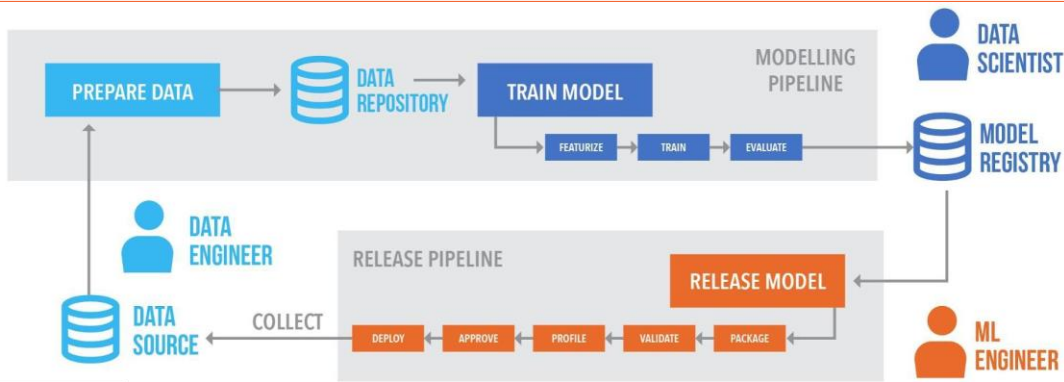 DATA
SCIENTIST
MODELLING
PIPELINE
PREPARE DATA
DATA
REPOSITORY
TRAIN MODEL
FEATURIZE
TRAIN
EVALUATE
MODEL
REGISTRY
DATA
ENGINEER
RELEASE PIPELINE
RELEASE MODEL
DATA
SOURCE
COLLECT
DEPLOY
APPROVE
PROFILE
VALIDATE
PACKAGE
ML
ENGINEER